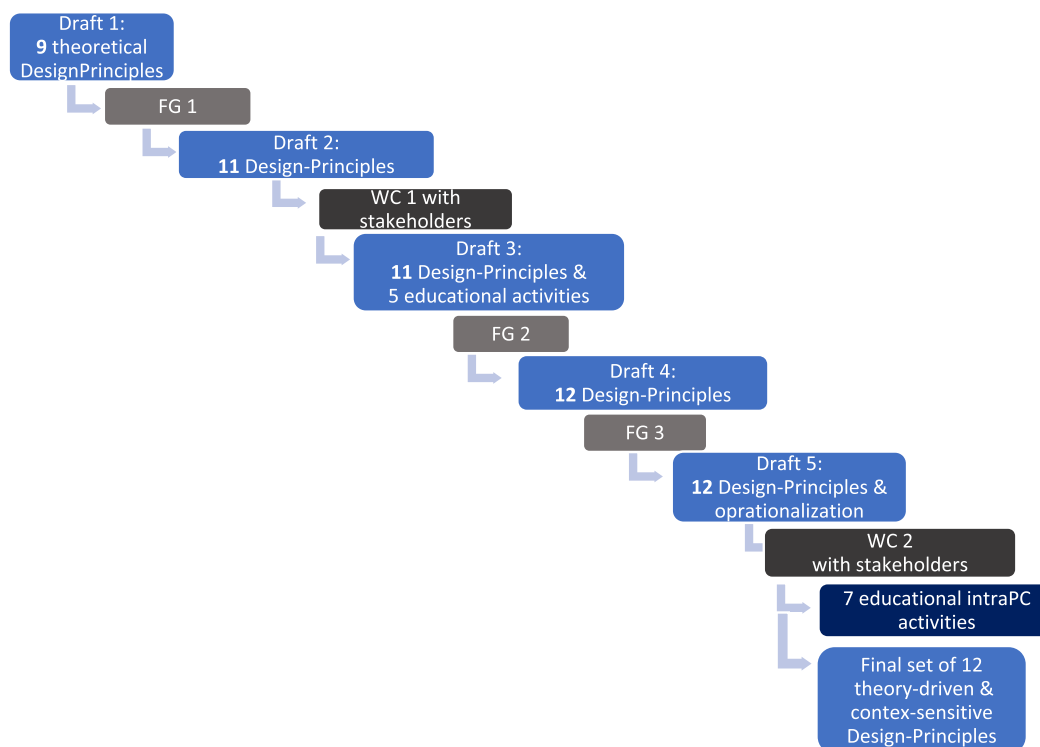 Draft 1:
9 theoretical
DesignPrinciples
FG 1
Draft 2:
11 Design-Principles
WC 1 with
stakeholders
Draft 3:
11 Design-Principles &
5 educational activities
FG 2
Draft 4:
12 Design-Principles
FG 3
Draft 5:
12 Design-Principles &
oprationalization
WC 2
with stakeholders
7 educational intraPC
activities
Final set of 12
theory-driven &
contex-sensitive
Design-Principles